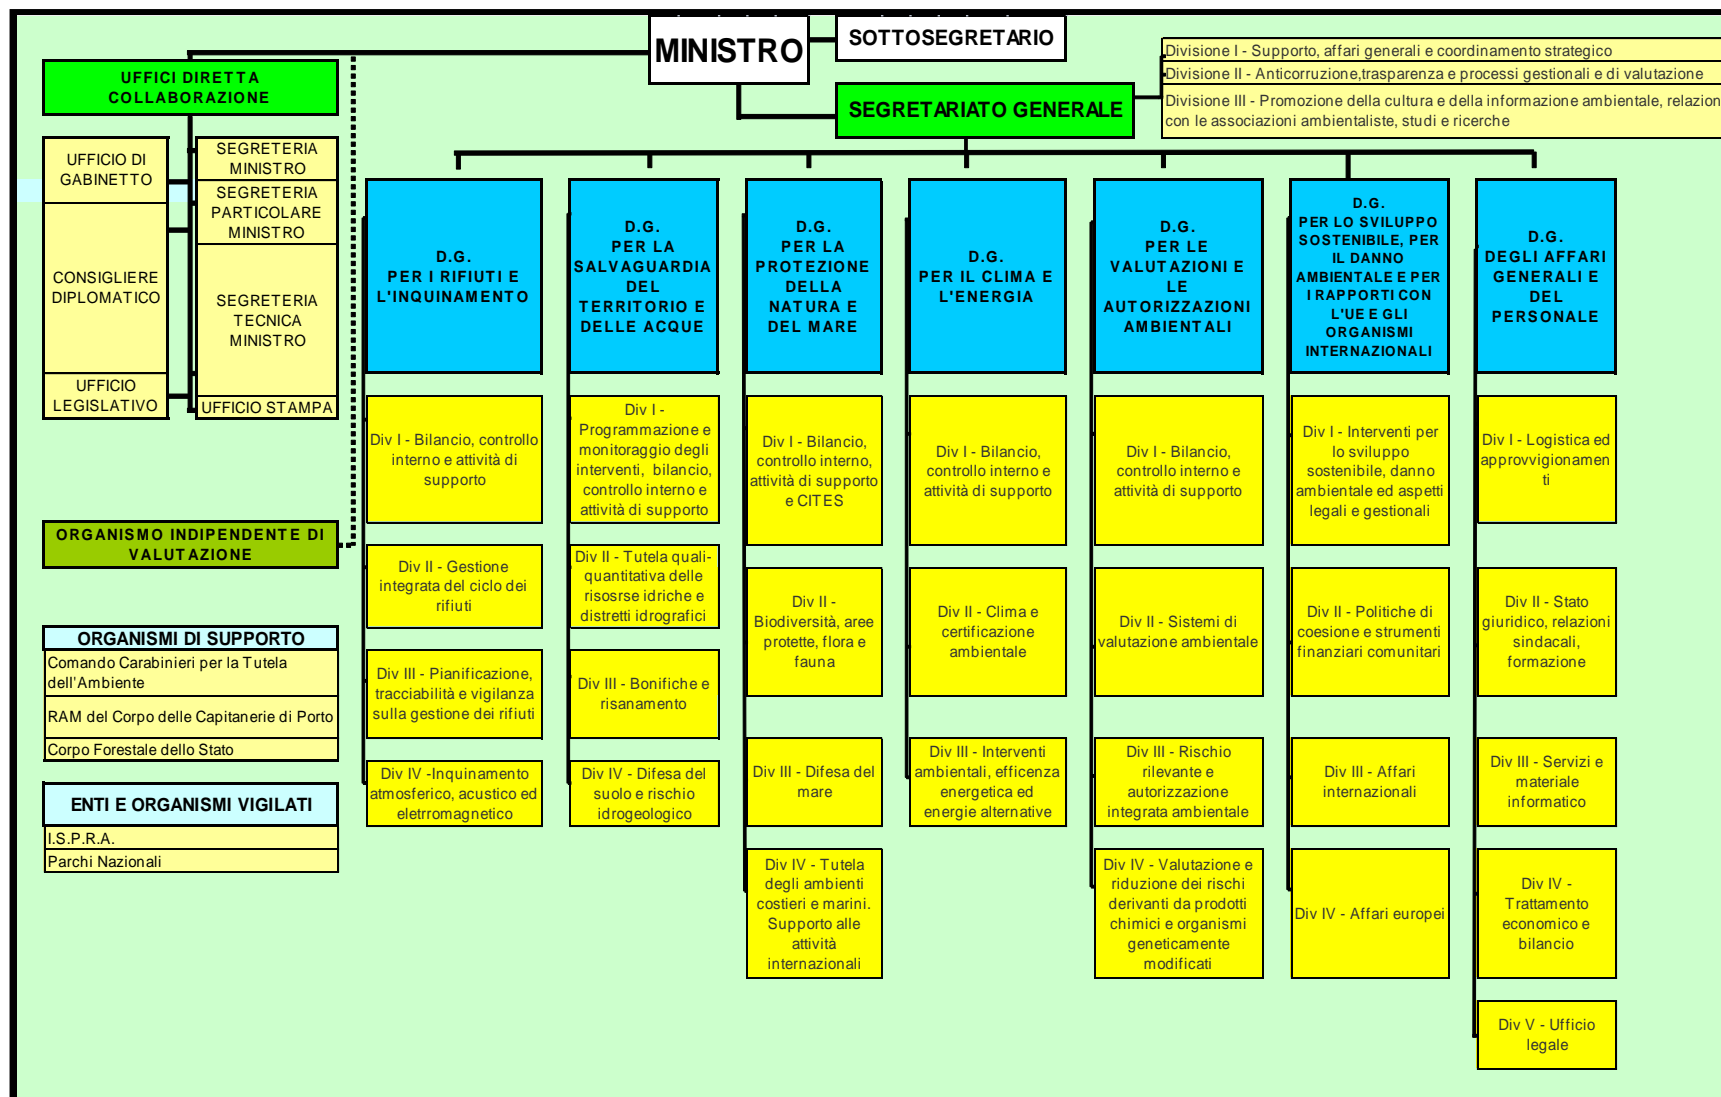 MINISTRO
SOTTOSEGRETARIO
SEGRETARIATO GENERALE
Divisione I - Supporto, affari generali e coordinamento strategico
Divisione II - Anticorruzione,trasparenza e processi gestionali e di valutazione
Divisione III - Promozione della cultura e della informazione ambientale, relazion
con le associazioni ambientaliste, studi e ricerche
UFFICI DIRETTA
COLLABORAZIONE
UFFICIO DI
GABINETTO
CONSIGLIERE
DIPLOMATICO
UFFICIO
LEGISLATIVO
SEGRETERIA
MINISTRO
SEGRETERIA
PARTICOLARE
MINISTRO
SEGRETERIA
TECNICA
MINISTRO
UFFICIO STAMPA
ORGANISMO INDIPENDENTE DI
VALUTAZIONE
ORGANISMI DI SUPPORTO
Comando Carabinieri per la Tutela
dell'Ambiente
RAM del Corpo delle Capitanerie di Porto
Corpo Forestale dello Stato
ENTI E ORGANISMI VIGILATI
I.S.P.R.A.
Parchi Nazionali
D.G.
PER I RIFIUTI E
L'INQUINAMENTO
Div I - Bilancio, controllo
interno e attività di
supporto
Div II - Gestione
integrata del ciclo dei
rifiuti
Div III - Pianificazione,
tracciabilità e vigilanza
sulla gestione dei rifiuti
Div IV -Inquinamento
atmosferico, acustico ed
eletrromagnetico
D.G.
PER LA
SALVAGUARDIA
DEL
TERRITORIO E
DELLE ACQUE
Div I -
Programmazione e
monitoraggio degli
interventi, bilancio,
controllo interno e
attività di supporto
Div II - Tutela quali-
quantitativa delle
risosrse idriche e
distretti idrografici
Div III - Bonifiche e
risanamento
Div IV - Difesa del
suolo e rischio
idrogeologico
D.G.
PER LA
PROTEZIONE
DELLA
NATURA E
DEL MARE
Div I - Bilancio,
controllo interno,
attività di supporto
e CITES
Div II -
Biodiversità, aree
protette, flora e
fauna
Div III - Difesa del
mare
Div IV - Tutela
degli ambienti
costieri e marini.
Supporto alle
attività
internazionali
D.G.
PER IL CLIMA E
L'ENERGIA
Div I - Bilancio,
controllo interno e
attività di supporto
Div II - Clima e
certificazione
ambientale
Div III - Interventi
ambientali, efficenza
energetica ed
energie alternative
D.G.
PER LE
VALUTAZIONI E
LE
AUTORIZZAZIONI
AMBIENTALI
Div I - Bilancio,
controllo interno e
attività di supporto
Div II - Sistemi di
valutazione ambientale
Div III - Rischio
rilevante e
autorizzazione
integrata ambientale
Div IV - Valutazione e
riduzione dei rischi
derivanti da prodotti
chimici e organismi
geneticamente
modificati
D.G.
PER LO SVILUPPO
SOSTENIBILE, PER
IL DANNO
AMBIENTALE E PER
I RAPPORTI CON
L'UE E GLI
ORGANISMI
INTERNAZIONALI
Div I - Interventi per
lo sviluppo
sostenibile, danno
ambientale ed aspetti
legali e gestionali
Div II - Politiche di
coesione e strumenti
finanziari comunitari
Div III - Affari
internazionali
Div IV - Affari europei
D.G.
DEGLI AFFARI
GENERALI E
DEL
PERSONALE
Div I - Logistica ed
approvvigionamen
ti
Div II - Stato
giuridico, relazioni
sindacali,
formazione
Div III - Servizi e
materiale
informatico
Div IV -
Trattamento
economico e
bilancio
Div V - Ufficio
legale